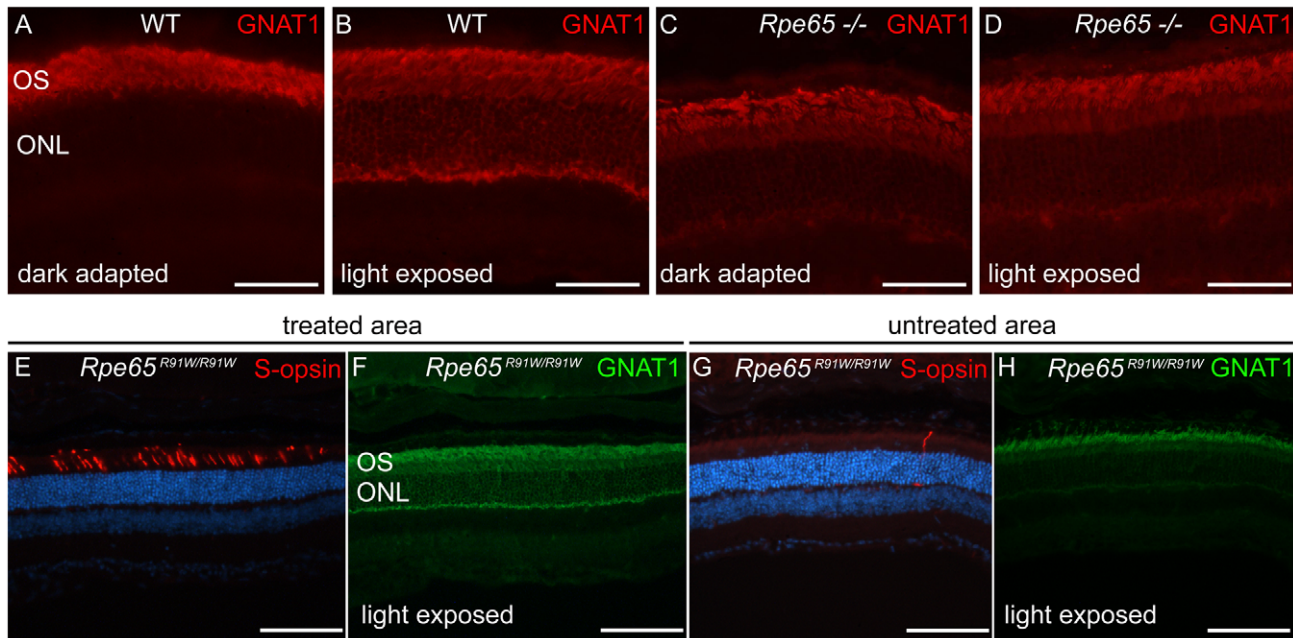 A WT GNAT1
OS
ONL
dark adapted
B WT GNAT1
light exposed
C Rpe65 -/- GNAT1
dark adapted
D Rpe65 -/- GNAT1
light exposed
treated area
untreated area
E Rpe65 R91W/R91W S-opsin
F Rpe65 R91W/R91W GNAT1
OS
ONL
light exposed
G Rpe65 R91W/R91W S-opsin
H Rpe65 R91W/R91W GNAT1
light exposed